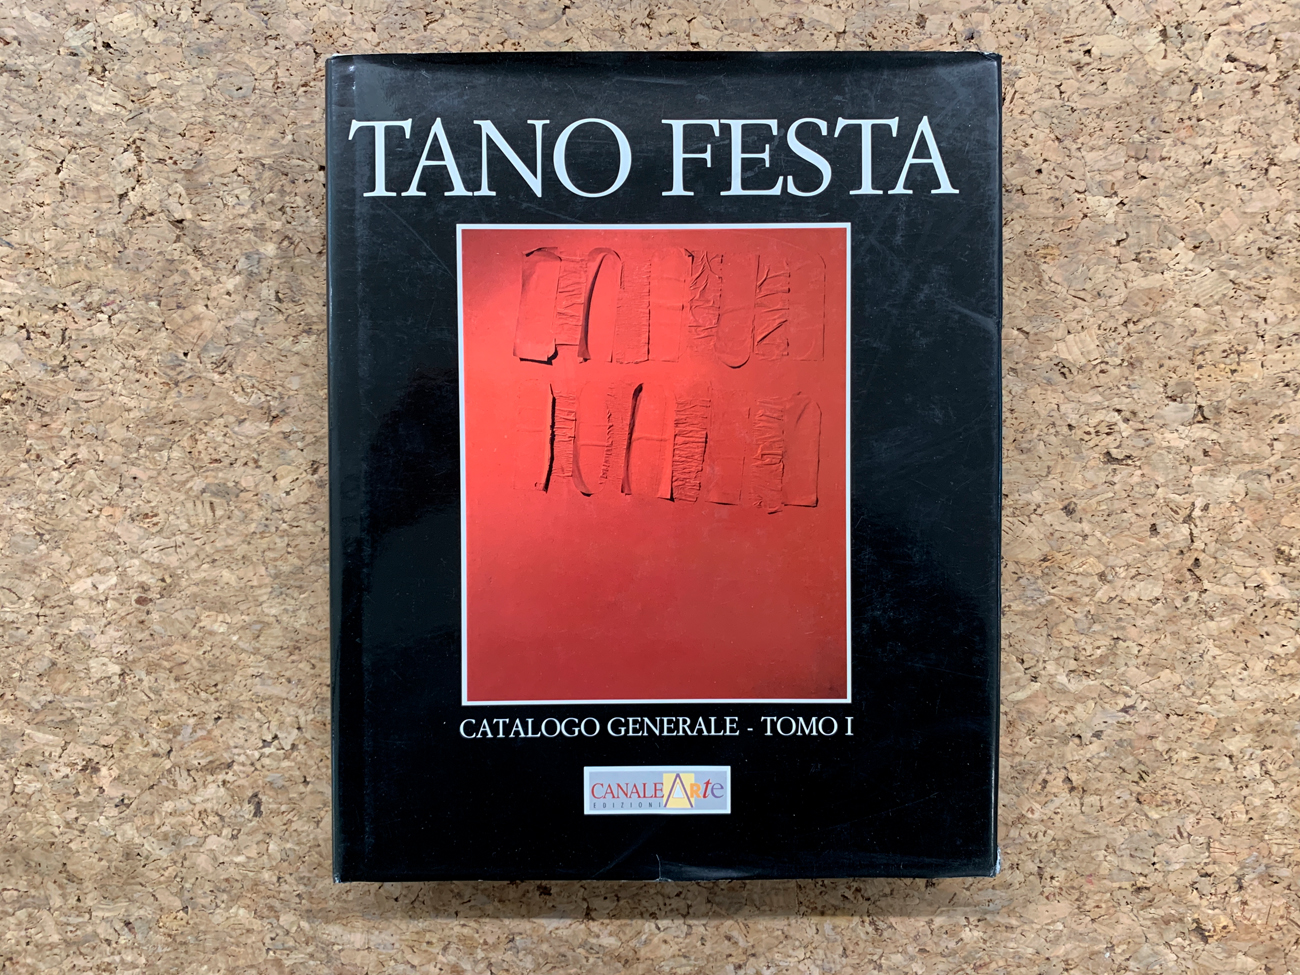 TANO FESTA
CATALOGO GENERALE - TOMO I
CANALE ARte
EDIZIONI